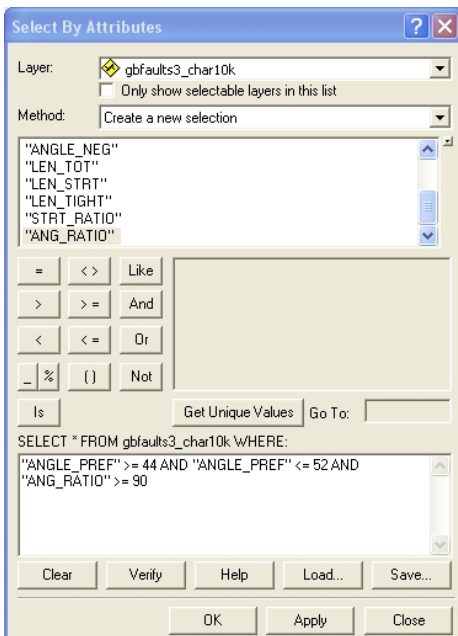 Select By Attributes
Layer: gbfaults3_char10k
Only show selectable layers in this list
Method: Create a new selection
"ANGLE_NEG"
"LEN_TOT"
"LEN_STRT"
"LEN_TIGHT"
"STRT_RATIO"
"ANG_RATIO"
= < > Like
> > = And
< < = Or
_ % ( ) Not
Is Get Unique Values Go To:
SELECT * FROM gbfaults3_char10k WHERE:
"ANGLE_PREF" >= 44 AND "ANGLE_PREF" <= 52 AND
"ANG_RATIO" >= 90
Clear Verify Help Load... Save...
OK Apply Close